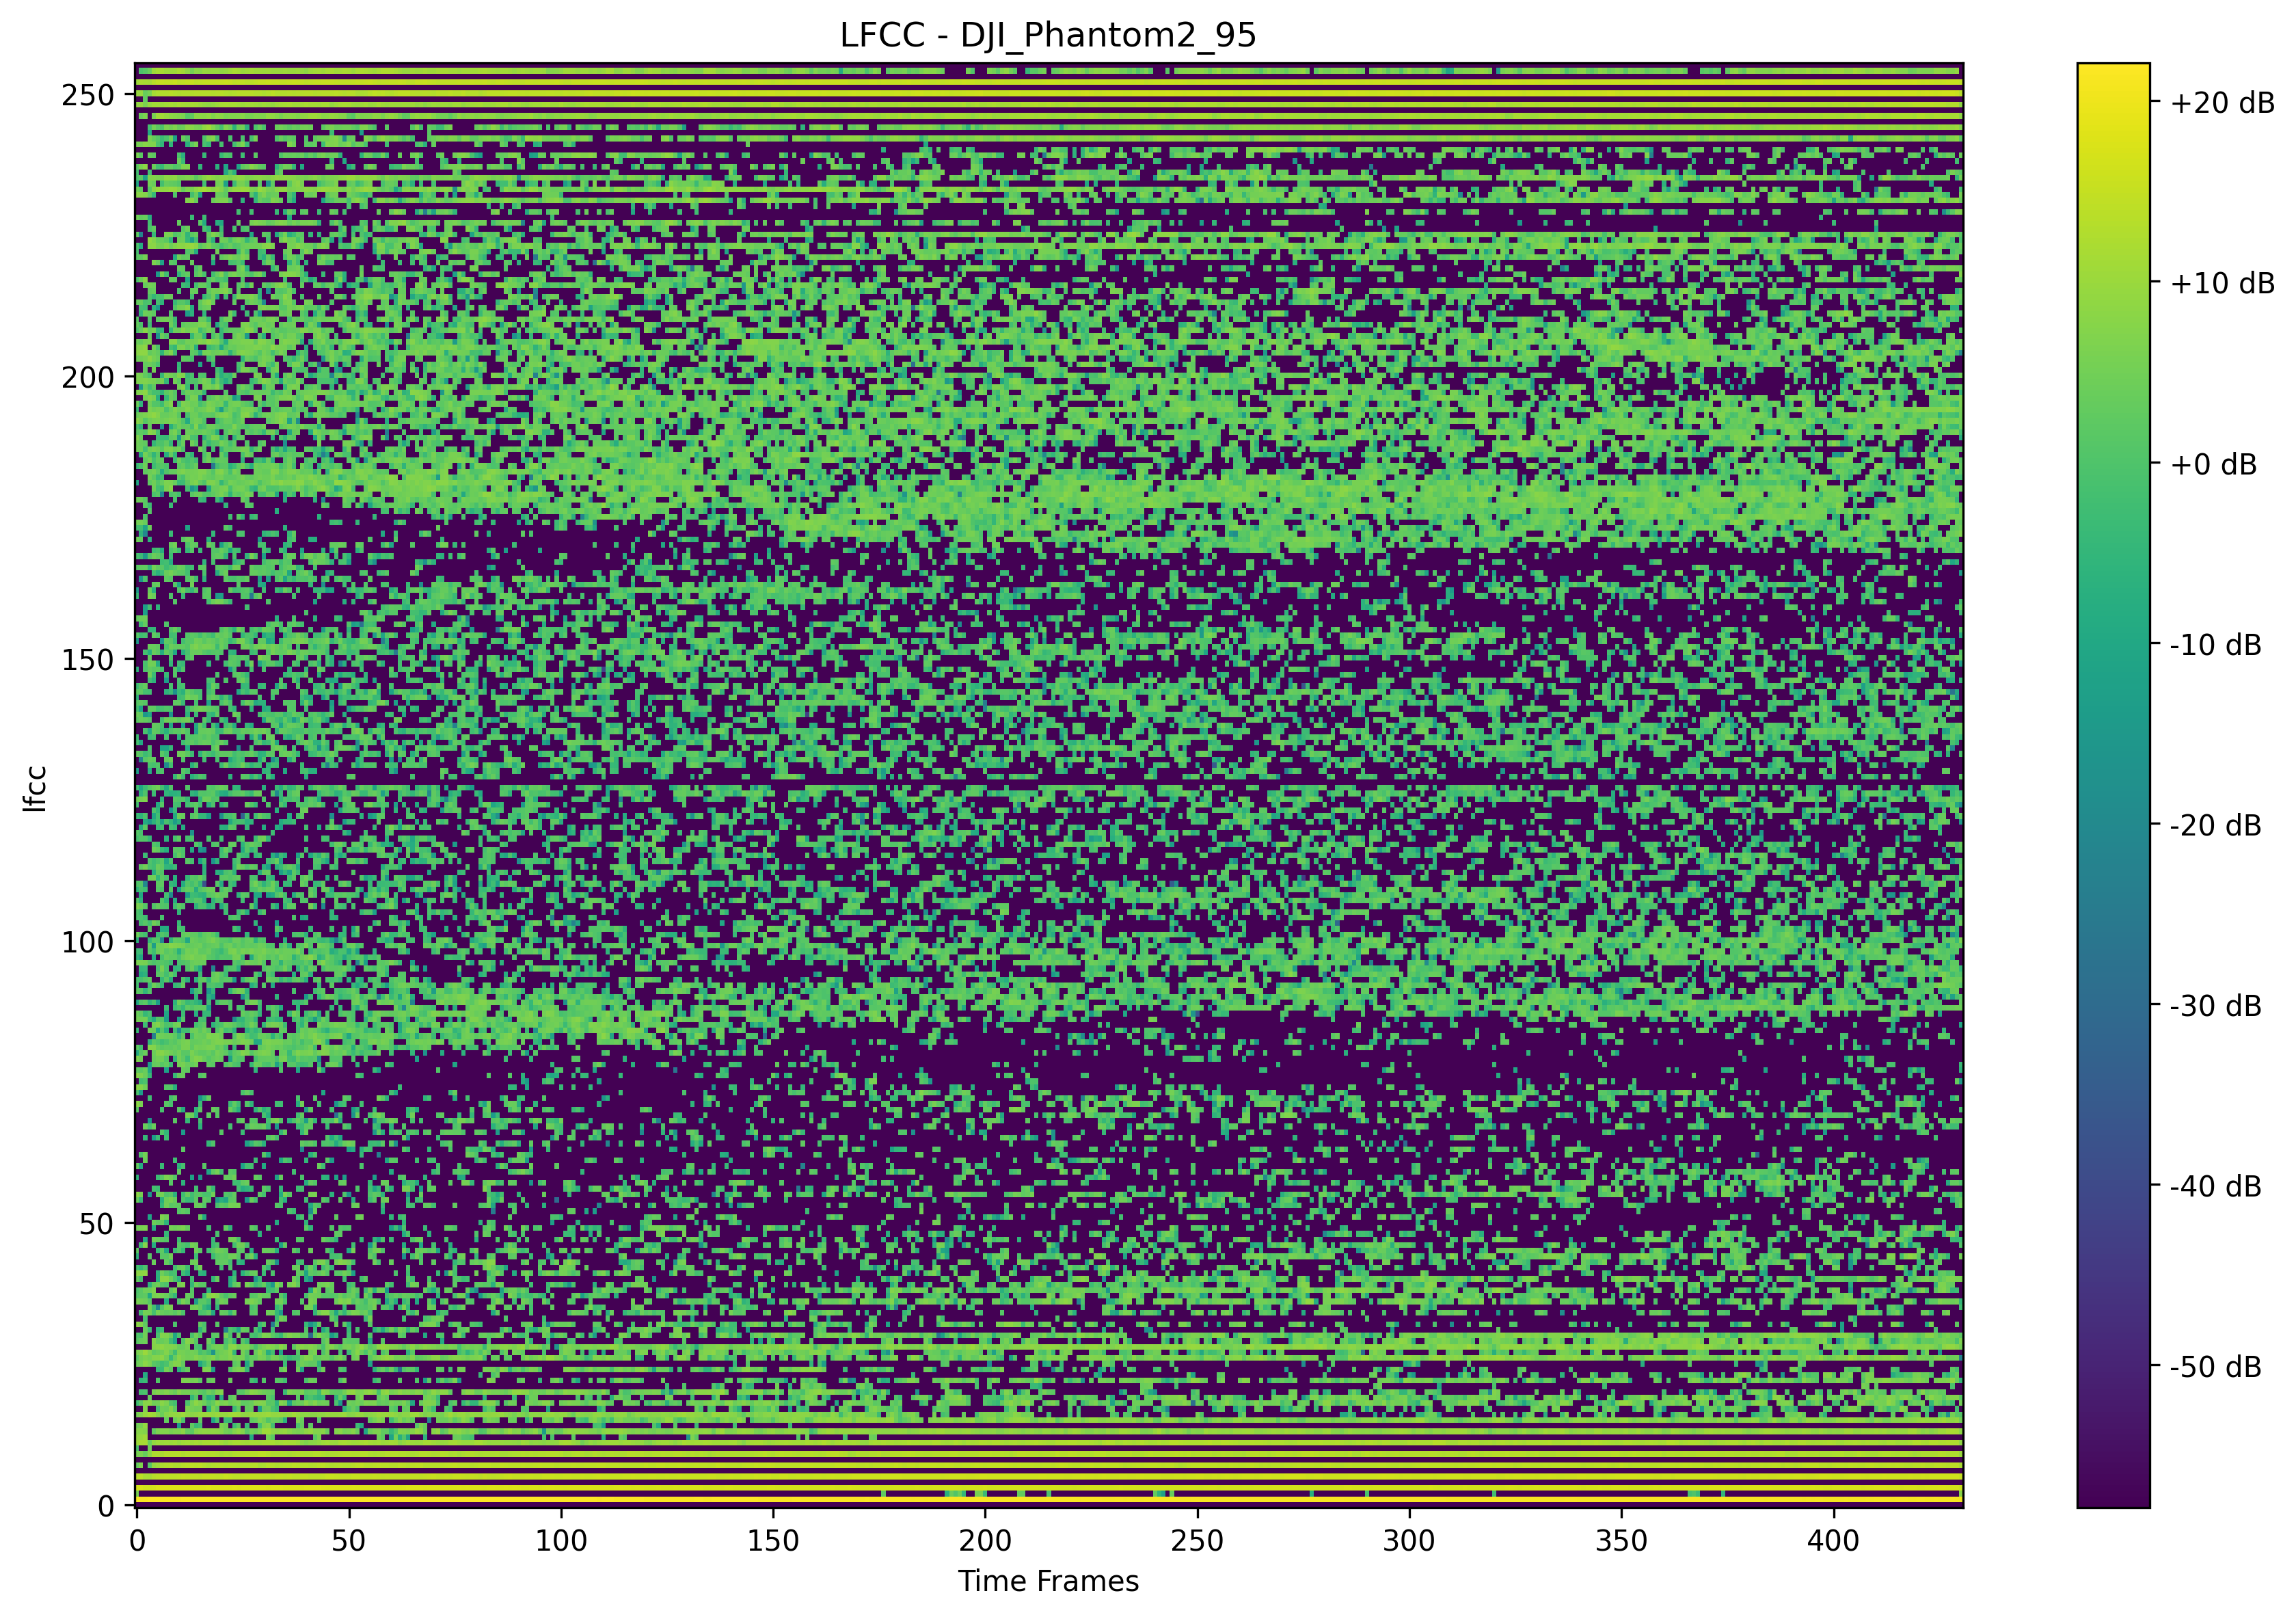 LFCC - DJI_Phantom2_95
250
200
150
100
50
0
lfcc
0 50 100 150 200 250 300 350 400
Time Frames
+20 dB
+10 dB
+0 dB
-10 dB
-20 dB
-30 dB
-40 dB
-50 dB